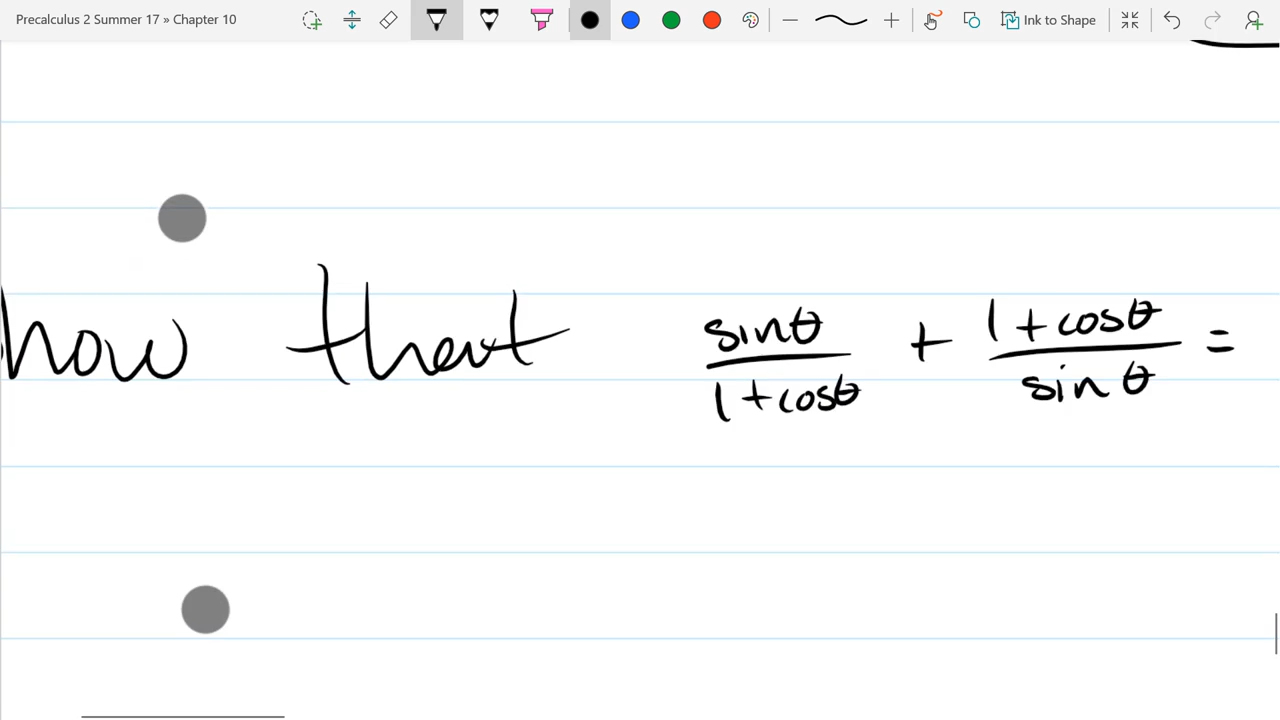 Precalculus 2 Summer 17 » Chapter 10
Ink to Shape
how that sinθ/(1+cosθ) + (1+cosθ)/sinθ =